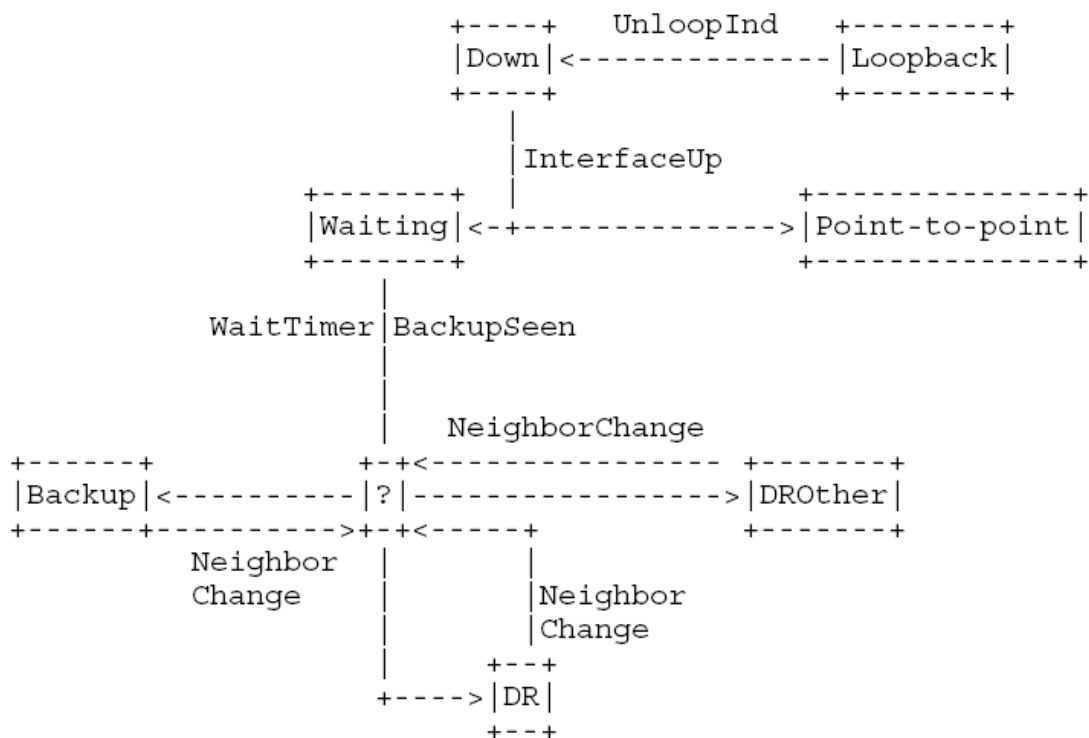 +----+   UnloopInd   +--------+
|Down|<--------------|Loopback|
+----+               +--------+
|
|InterfaceUp
+-------+  |               +--------------+
|Waiting|<-+-------------->|Point-to-point|
+-------+                  +--------------+
|
WaitTimer|BackupSeen
|
|
|   NeighborChange
+------+           +-+<---------------- +-------+
|Backup|<----------|?|----------------->|DROther|
+------+---------->+-+<-----+           +-------+
Neighbor  |       |
Change    |       |Neighbor
|       |Change
|     +--+
+---->|DR|
+--+